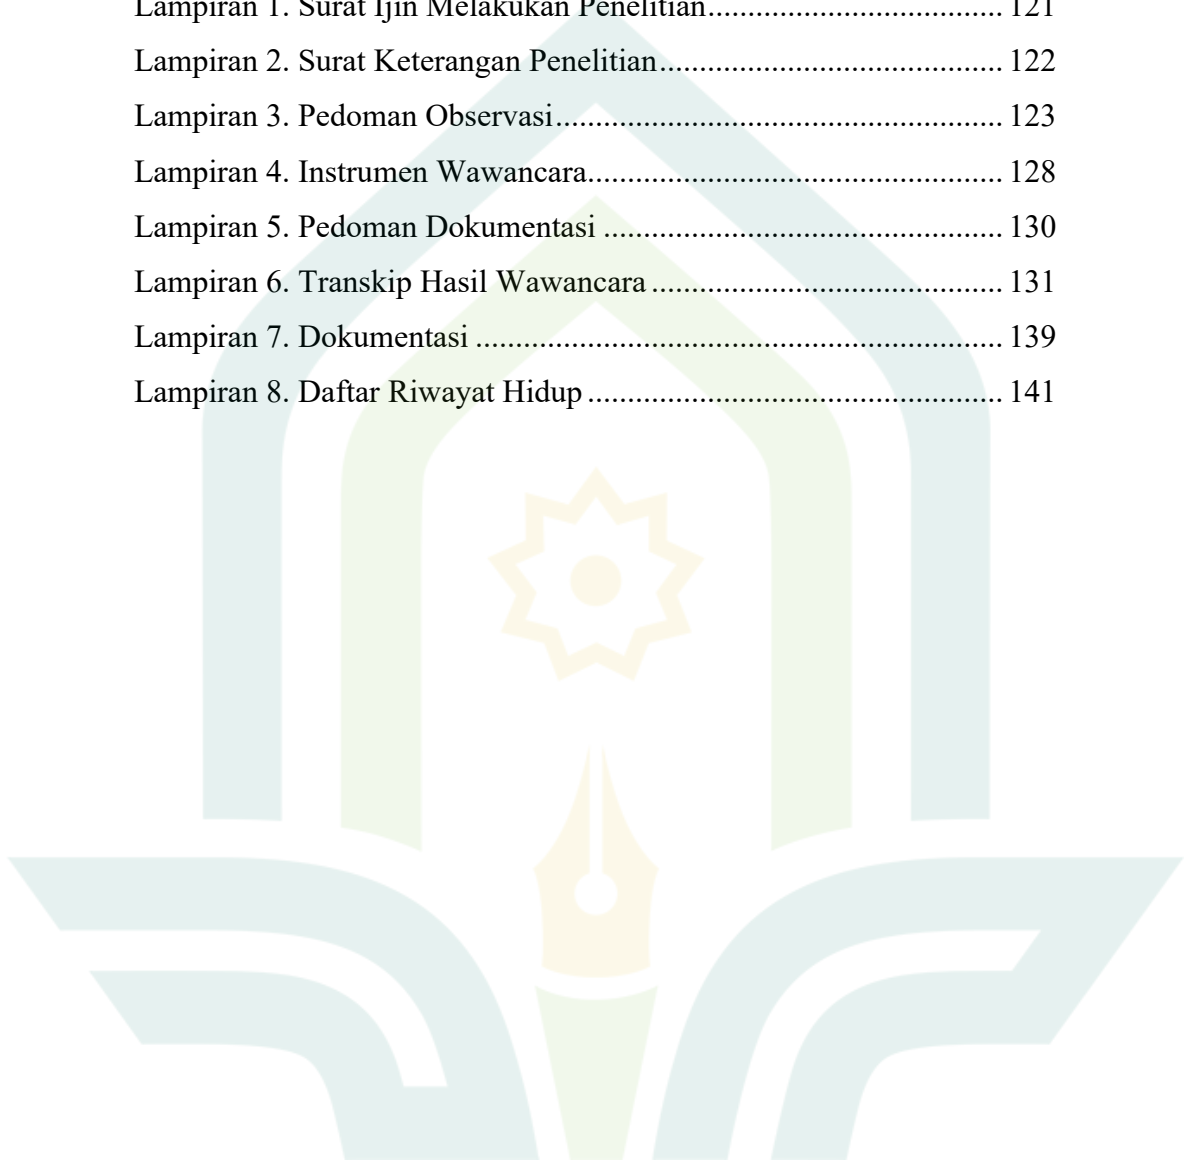 Lampiran 1. Surat Ijin Melakukan Penelitian.................................... 121
Lampiran 2. Surat Keterangan Penelitian.......................................... 122
Lampiran 3. Pedoman Observasi....................................................... 123
Lampiran 4. Instrumen Wawancara................................................... 128
Lampiran 5. Pedoman Dokumentasi ................................................. 130
Lampiran 6. Transkip Hasil Wawancara ........................................... 131
Lampiran 7. Dokumentasi ................................................................. 139
Lampiran 8. Daftar Riwayat Hidup ................................................... 141